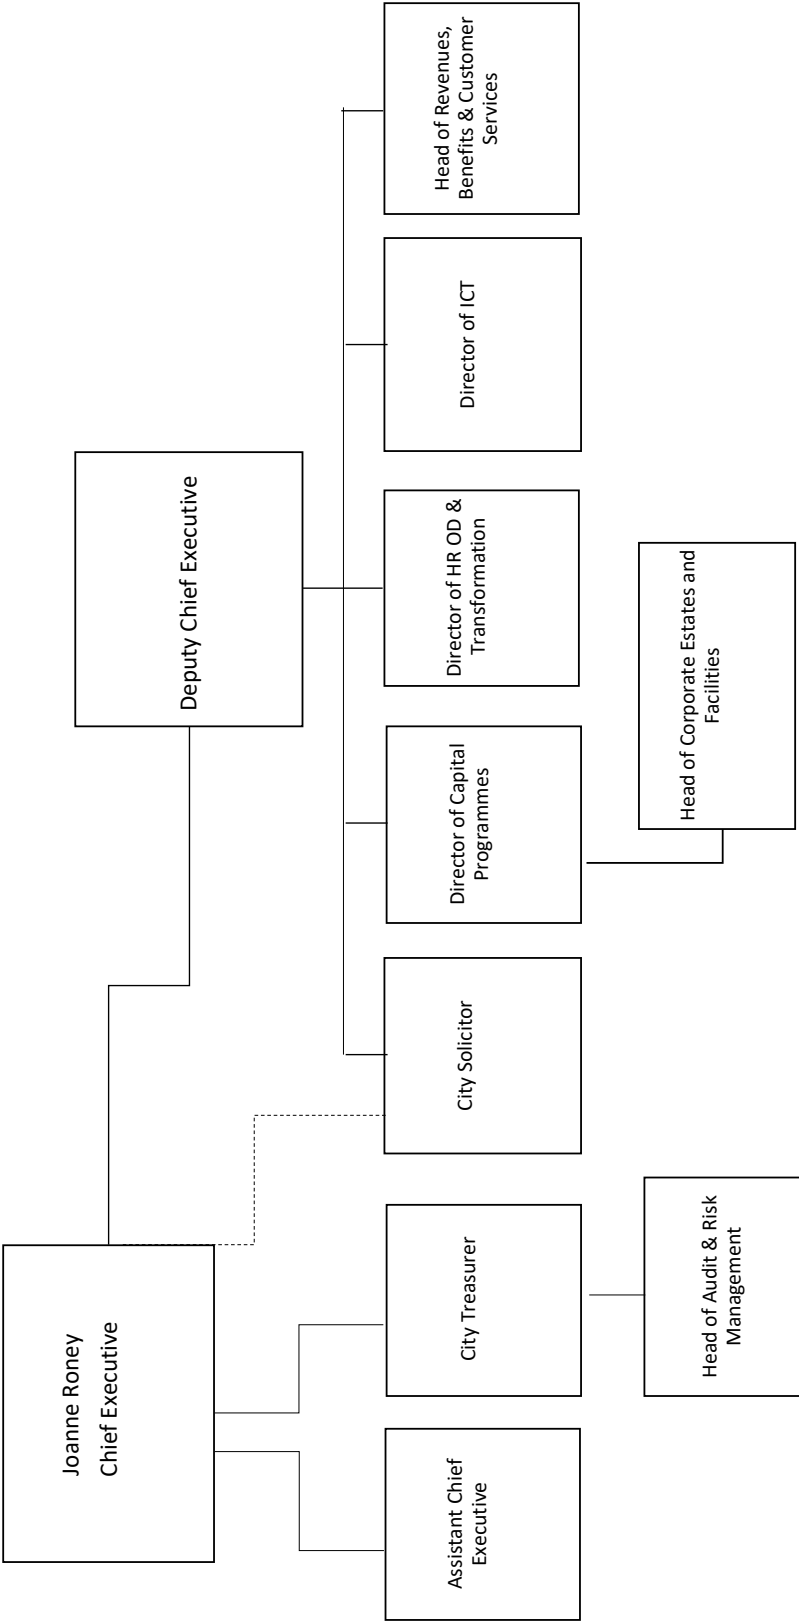 Joanne Roney
Chief Executive
Deputy Chief Executive
Assistant Chief
Executive
City Treasurer
City Solicitor
Director of Capital
Programmes
Director of HR OD &
Transformation
Director of ICT
Head of Revenues,
Benefits & Customer
Services
Head of Audit & Risk
Management
Head of Corporate Estates and
Facilities